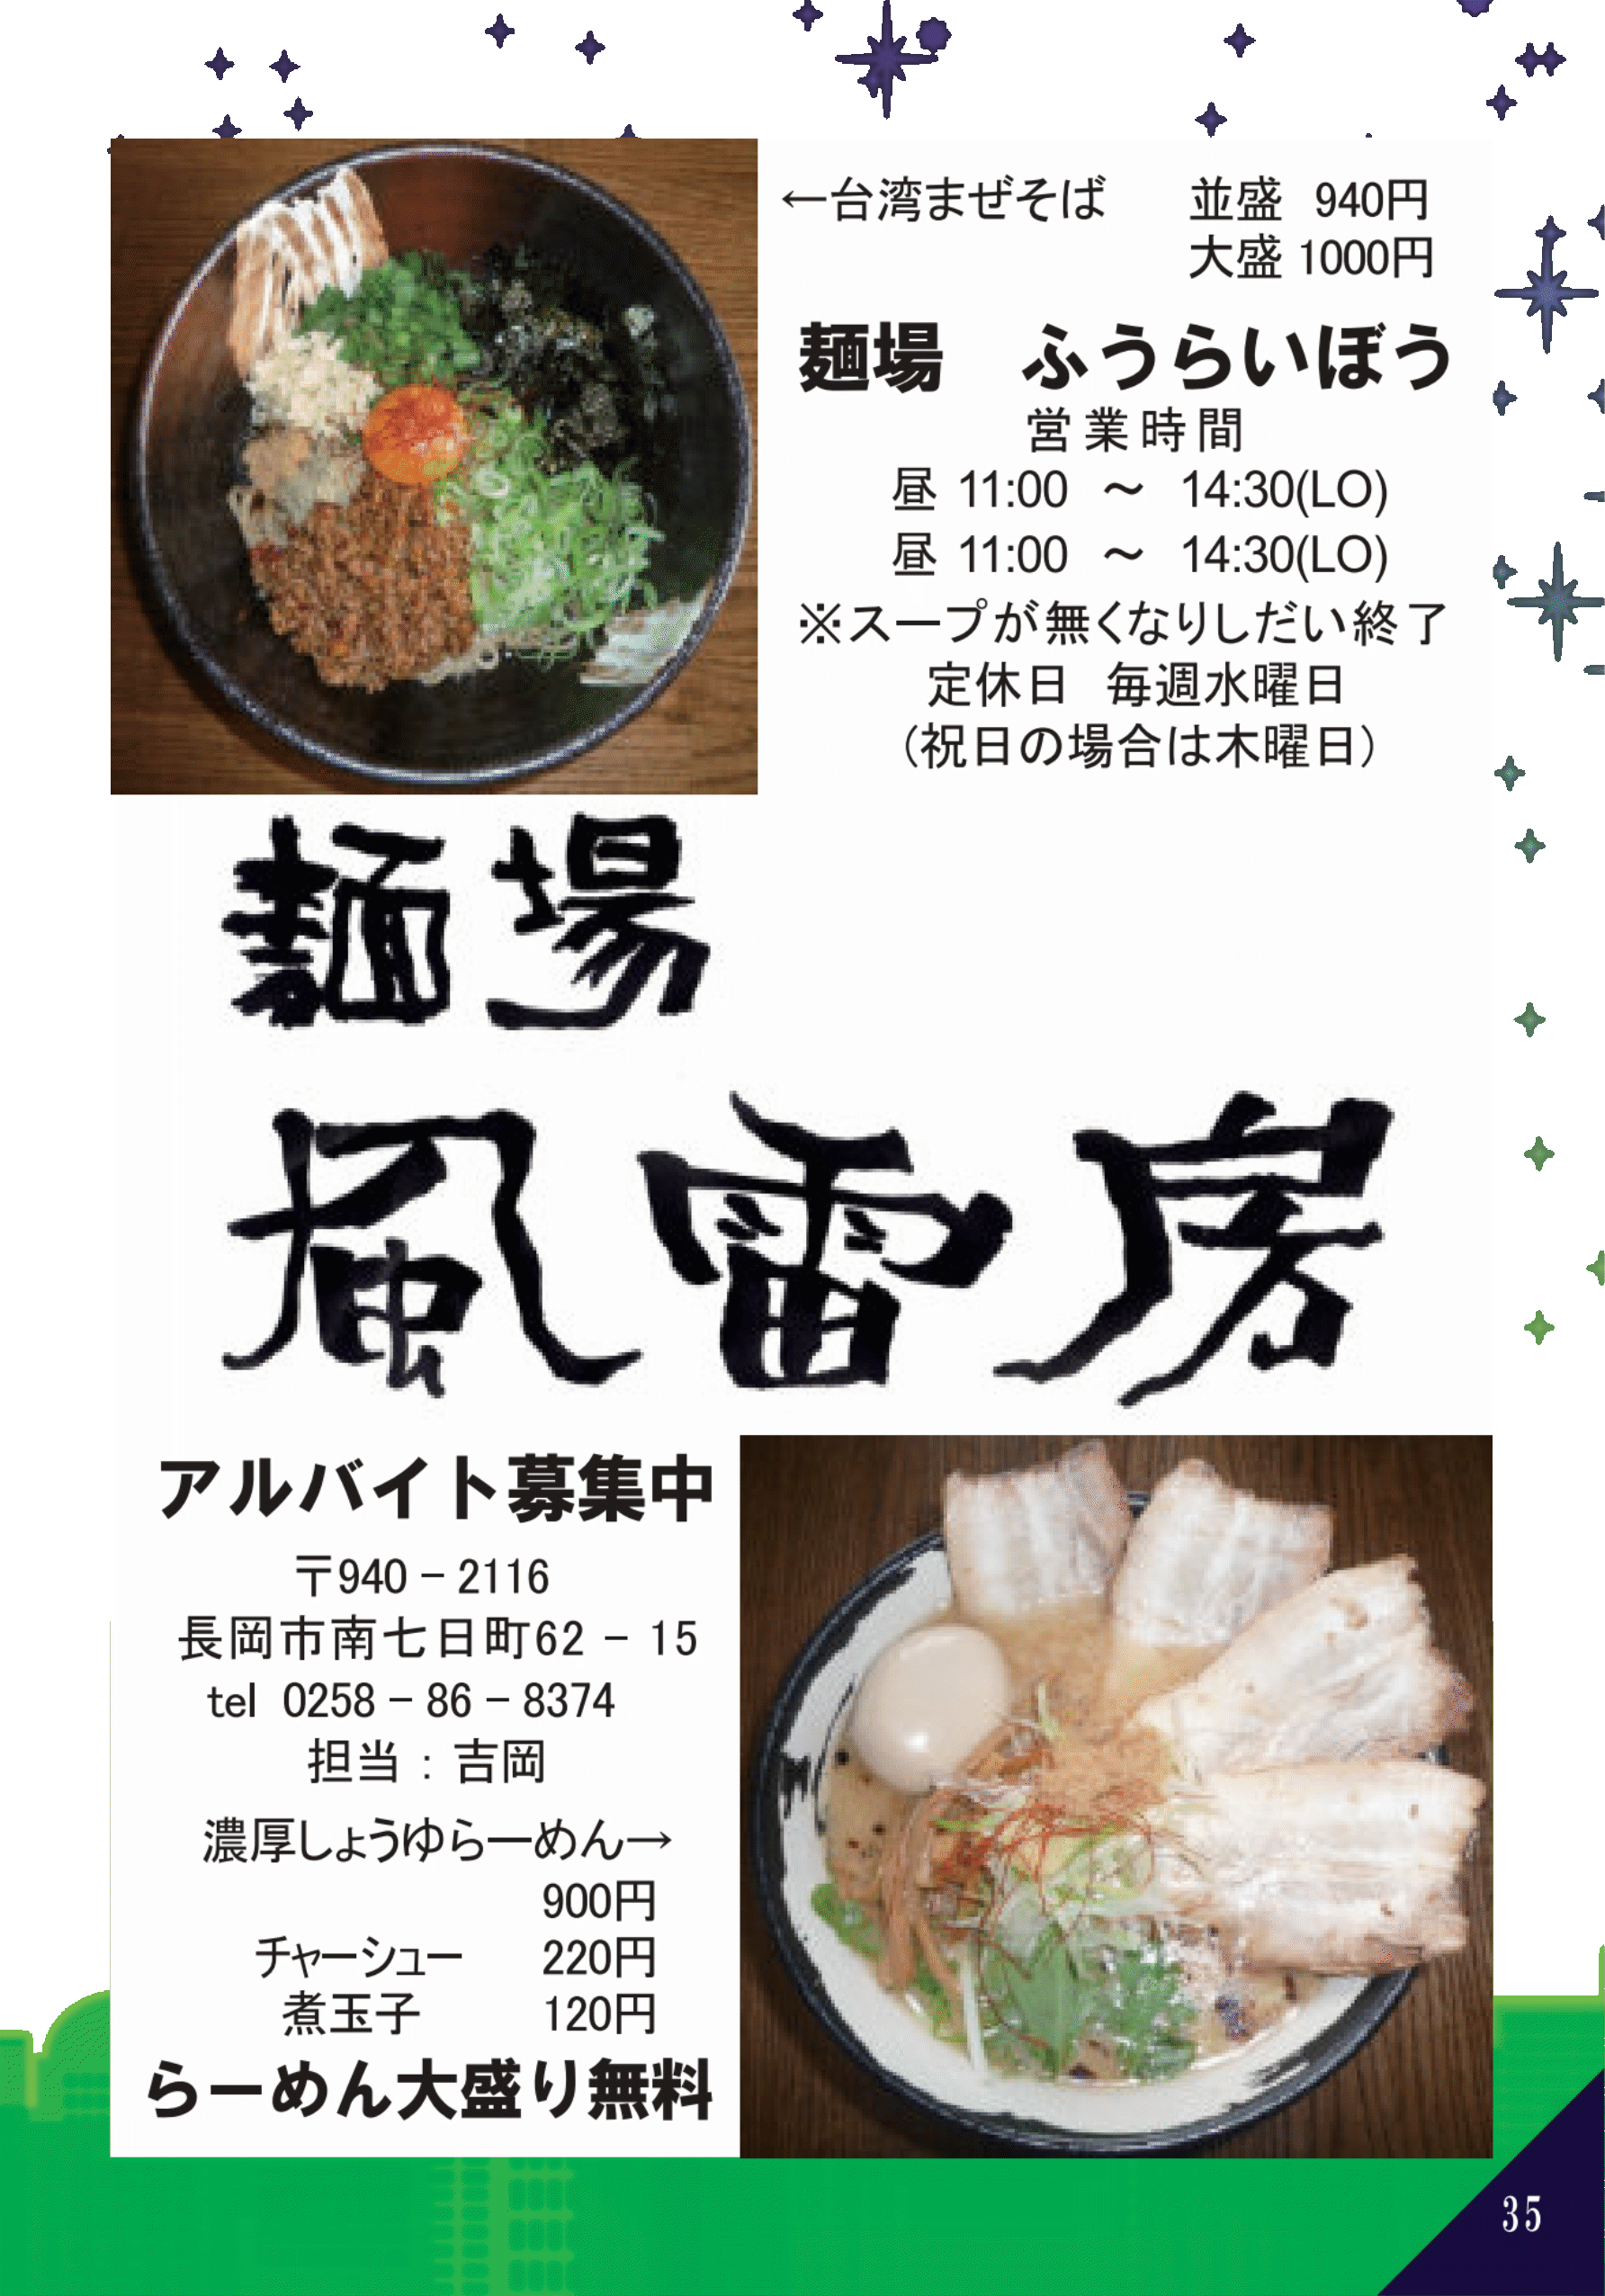 ←台湾まぜそば 並盛 940円
大盛 1000円
麺場 ふうらいぼう
営業時間
昼 11:00 ～ 14:30(LO)
昼 11:00 ～ 14:30(LO)
※スープが無くなりしだい終了
定休日 毎週水曜日
（祝日の場合は木曜日）
麺場
風雷房
アルバイト募集中
〒940－2116
長岡市南七日町62－15
tel 0258－86－8374
担当：吉岡
濃厚しょうゆらーめん→
900円
チャーシュー 220円
煮玉子 120円
らーめん大盛り無料
35